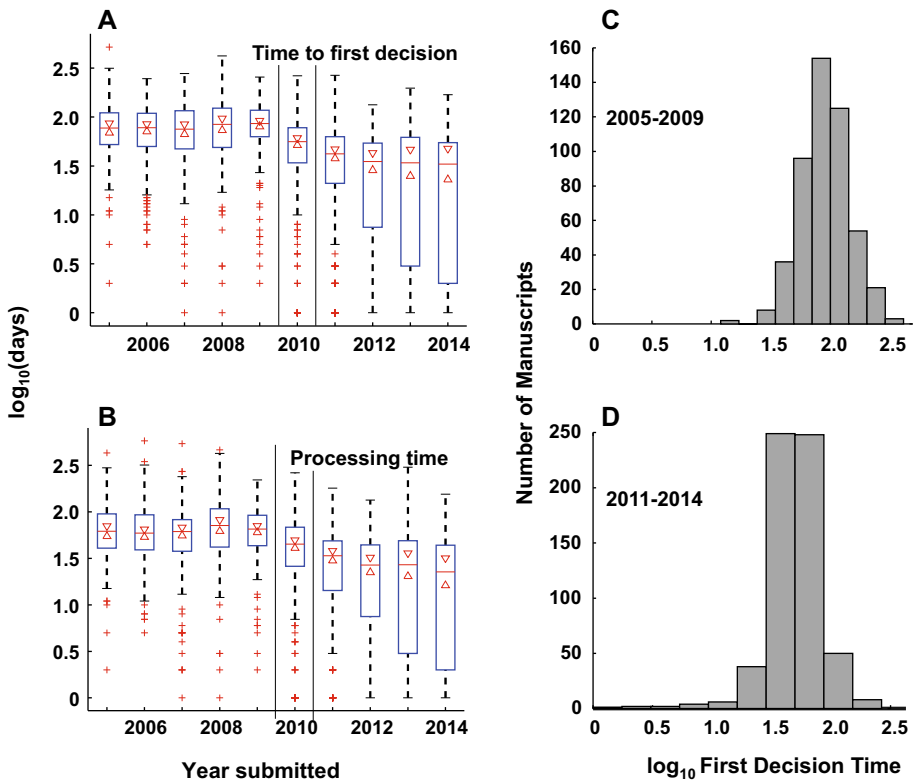 A
Time to first decision
2.5
2.0
1.5
1.0
0.5
0
2006 2008 2010 2012 2014
log10(days)
B
Processing time
2.5
2.0
1.5
1.0
0.5
0
2006 2008 2010 2012 2014
Year submitted
C
2005-2009
160
140
120
100
80
60
40
20
0
0 0.5 1.0 1.5 2.0 2.5
Number of Manuscripts
D
2011-2014
250
200
150
100
50
0
0 0.5 1.0 1.5 2.0 2.5
log10 First Decision Time